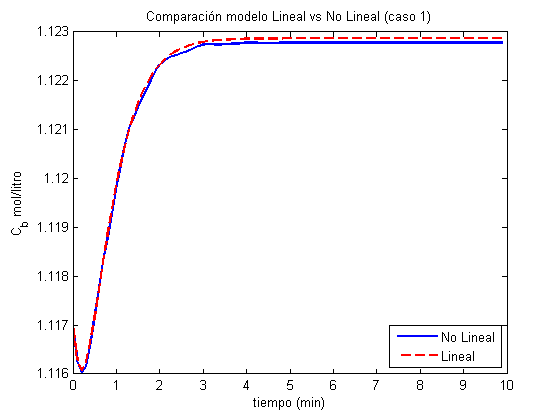 Comparación modelo Lineal vs No Lineal (caso 1)
1.123
1.122
1.121
1.12
1.119
1.118
1.117
1.116
C_b mol/litro
0 1 2 3 4 5 6 7 8 9 10
tiempo (min)
No Lineal
Lineal